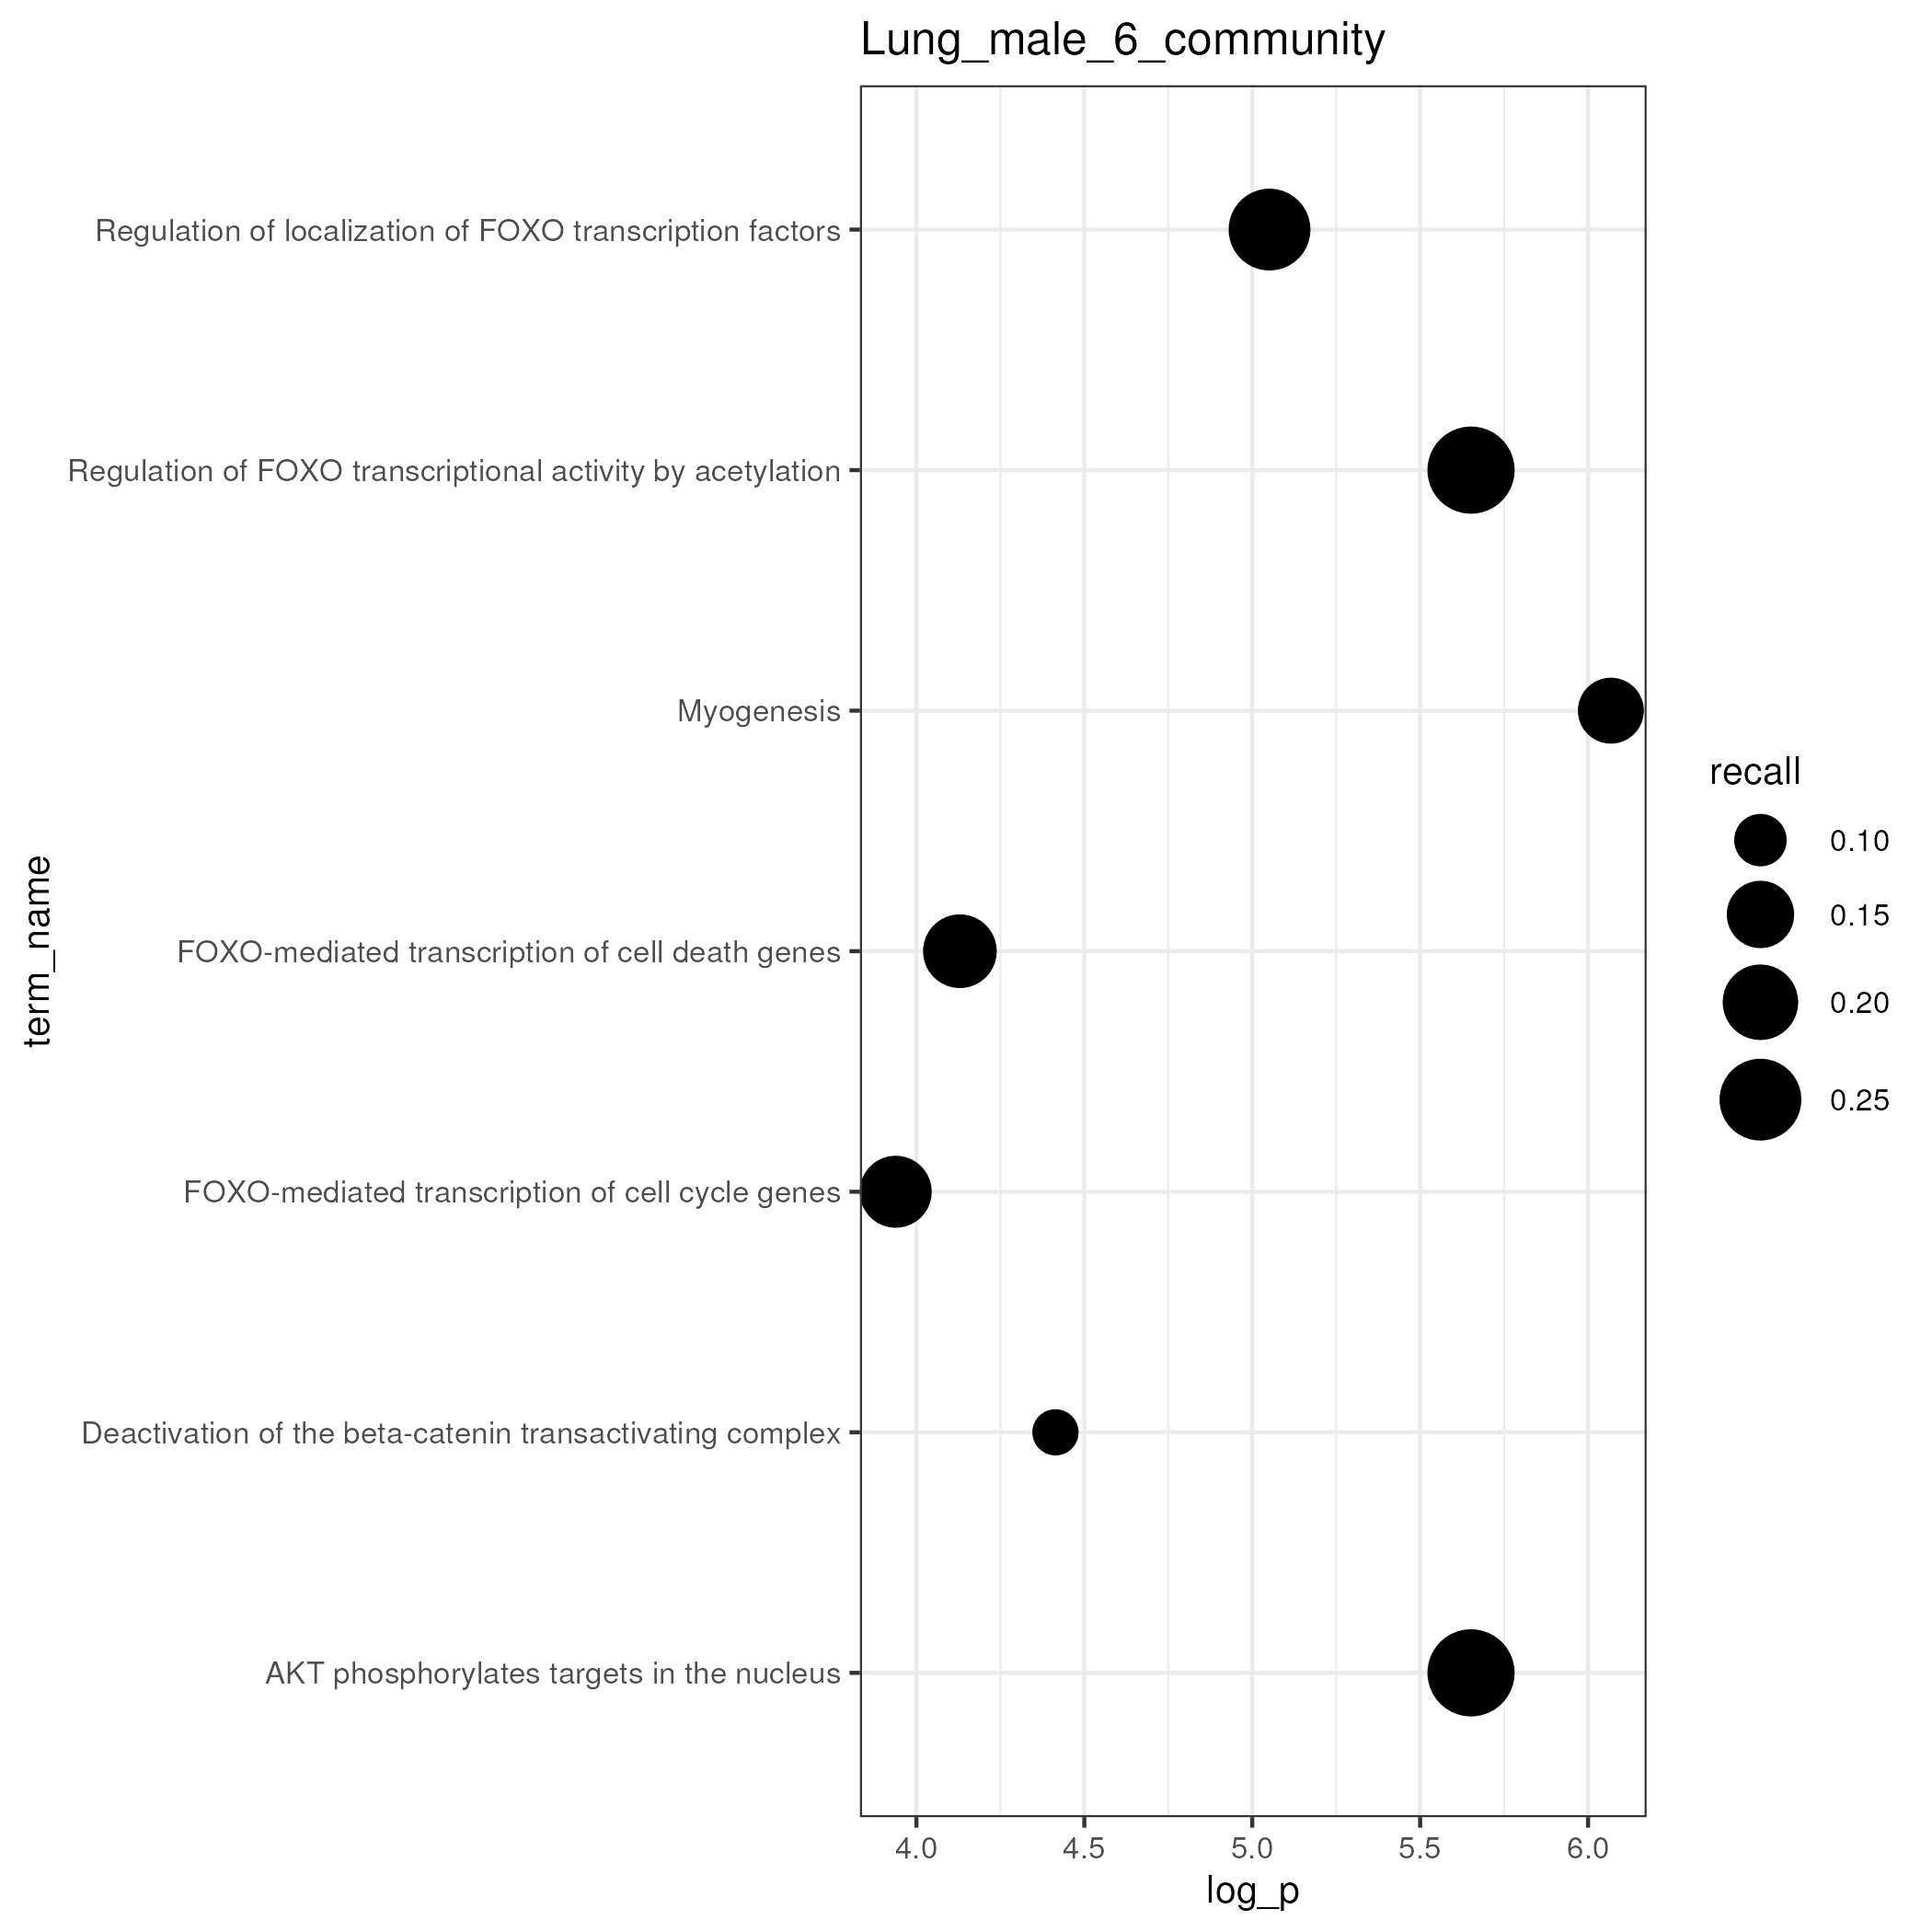 Lung_male_6_community
Regulation of localization of FOXO transcription factors
Regulation of FOXO transcriptional activity by acetylation
Myogenesis
FOXO-mediated transcription of cell death genes
FOXO-mediated transcription of cell cycle genes
Deactivation of the beta-catenin transactivating complex
AKT phosphorylates targets in the nucleus
term_name
4.0 4.5 5.0 5.5 6.0
log_p
recall
0.10
0.15
0.20
0.25